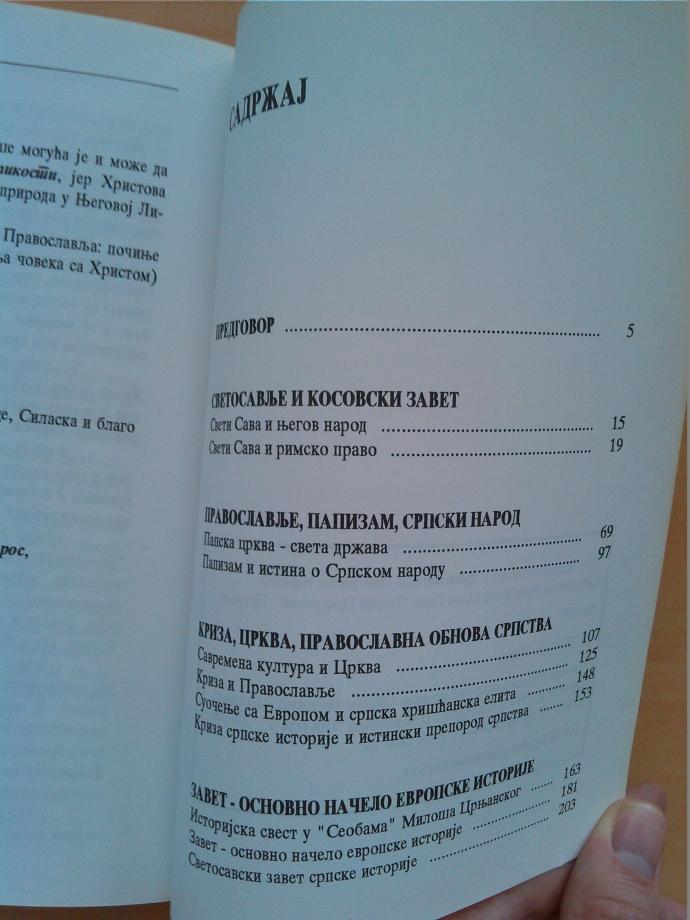 ше могућа је и може да
јер Христова
природа у Његовој Ли-
Православља: почиње
човека са Христом)
Силаска и благо
САДРЖАЈ
ПРЕДГОВОР ........ 5
СВЕТОСАВЉЕ И КОСОВСКИ ЗАВЕТ
Свети Сава и његов народ ........ 15
Свети Сава и римско право ........ 19
ПРАВОСЛАВЉЕ, ПАПИЗАМ, СРПСКИ НАРОД
Папска црква - света држава ........ 69
Папизам и истина о Српском народу ........ 97
КРИЗА, ЦРКВА, ПРАВОСЛАВНА ОБНОВА СРПСТВА
Савремена култура и Црква ........ 107
Криза и Православље ........ 125
Суочење са Европом и српска хришћанска елита ........ 148
Криза српске историје и истински препород српства ........ 153
ЗАВЕТ - ОСНОВНО НАЧЕЛО ЕВРОПСКЕ ИСТОРИЈЕ
Историјска свест у "Сеобама" Милоша Црњанског ........ 163
Завет - основно начело европске историје ........ 181
Светосавски завет српске историје ........ 203